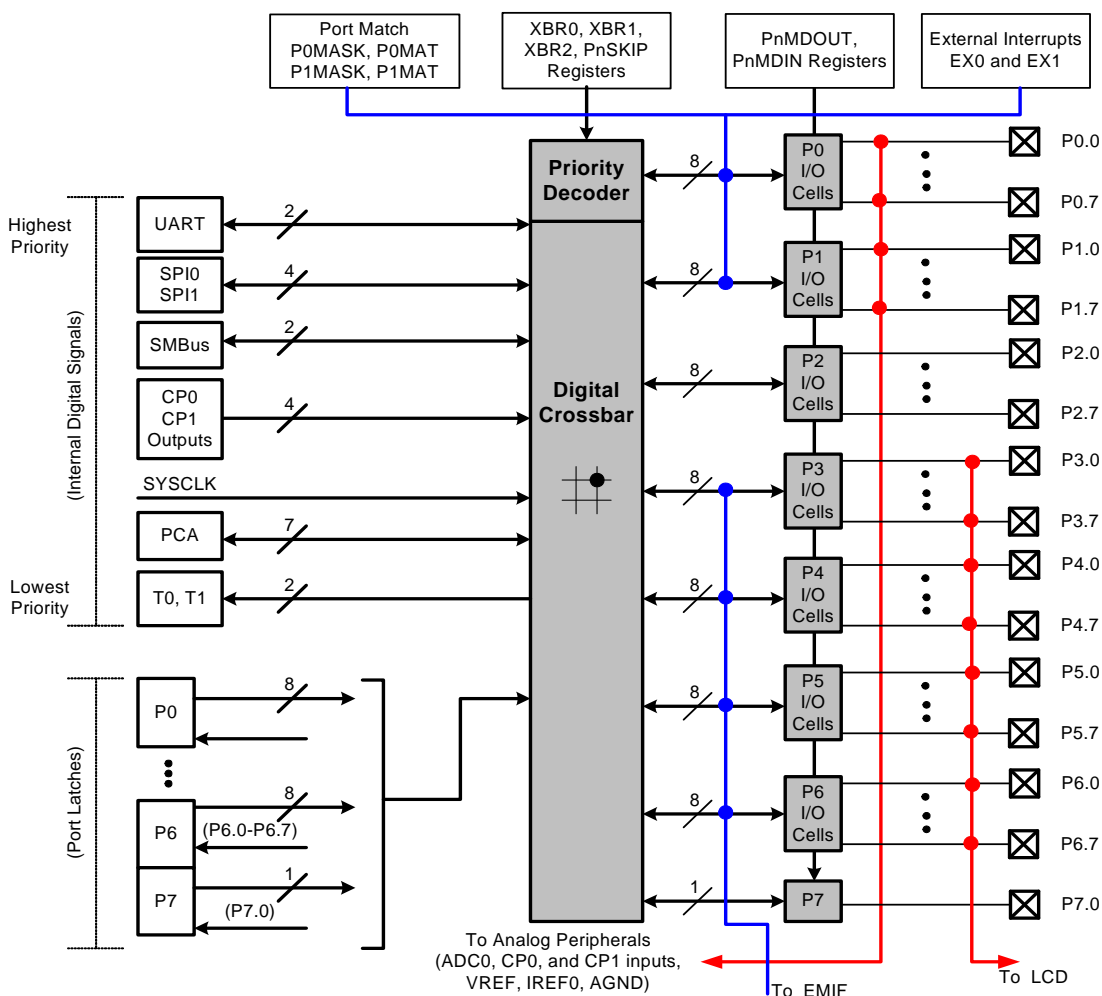 Port Match
P0MASK, P0MAT
P1MASK, P1MAT
XBR0, XBR1,
XBR2, PnSKIP
Registers
PnMDOUT,
PnMDIN Registers
External Interrupts
EX0 and EX1
Highest
Priority
Lowest
Priority
(Internal Digital Signals)
UART
2
SPI0
SPI1
4
SMBus
2
CP0
CP1
Outputs
4
SYSCLK
PCA
7
T0, T1
2
(Port Latches)
P0
8
P6
8
(P6.0-P6.7)
P7
1
(P7.0)
Priority
Decoder
Digital
Crossbar
8
P0
I/O
Cells
P0.0
P0.7
8
P1
I/O
Cells
P1.0
P1.7
8
P2
I/O
Cells
P2.0
P2.7
8
P3
I/O
Cells
P3.0
P3.7
8
P4
I/O
Cells
P4.0
P4.7
8
P5
I/O
Cells
P5.0
P5.7
8
P6
I/O
Cells
P6.0
P6.7
1
P7
P7.0
To Analog Peripherals
(ADC0, CP0, and CP1 inputs,
VREF, IREF0, AGND)
To EMIF
To LCD